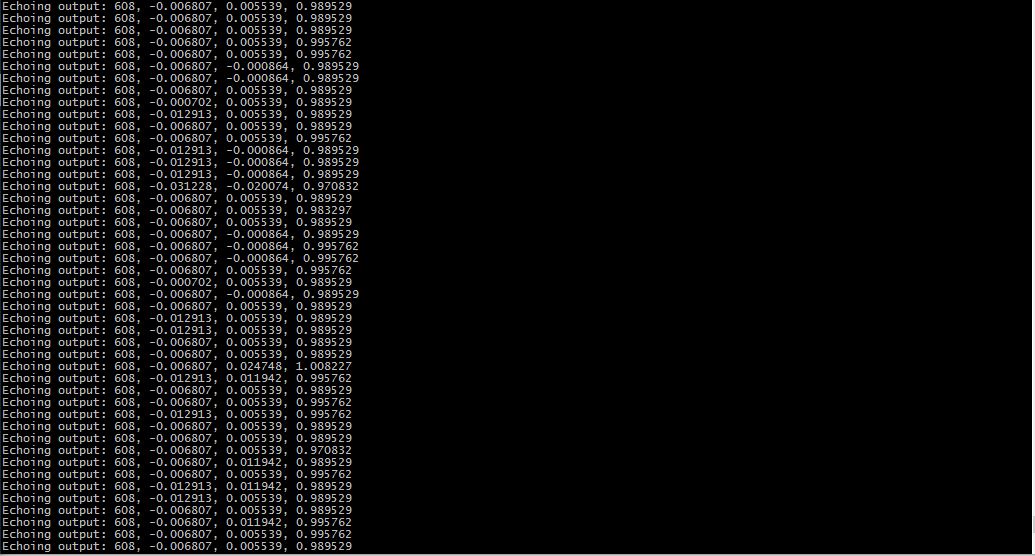 Echoing output: 608, -0.006807, 0.005539, 0.989529
Echoing output: 608, -0.006807, 0.005539, 0.989529
Echoing output: 608, -0.006807, 0.005539, 0.989529
Echoing output: 608, -0.006807, 0.005539, 0.995762
Echoing output: 608, -0.006807, 0.005539, 0.995762
Echoing output: 608, -0.006807, -0.000864, 0.989529
Echoing output: 608, -0.006807, -0.000864, 0.989529
Echoing output: 608, -0.006807, 0.005539, 0.989529
Echoing output: 608, -0.000702, 0.005539, 0.989529
Echoing output: 608, -0.012913, 0.005539, 0.989529
Echoing output: 608, -0.006807, 0.005539, 0.989529
Echoing output: 608, -0.006807, 0.005539, 0.995762
Echoing output: 608, -0.012913, -0.000864, 0.989529
Echoing output: 608, -0.012913, -0.000864, 0.989529
Echoing output: 608, -0.012913, -0.000864, 0.989529
Echoing output: 608, -0.031228, -0.020074, 0.970832
Echoing output: 608, -0.006807, 0.005539, 0.989529
Echoing output: 608, -0.006807, 0.005539, 0.983297
Echoing output: 608, -0.006807, 0.005539, 0.989529
Echoing output: 608, -0.006807, -0.000864, 0.989529
Echoing output: 608, -0.006807, -0.000864, 0.995762
Echoing output: 608, -0.006807, -0.000864, 0.995762
Echoing output: 608, -0.006807, 0.005539, 0.995762
Echoing output: 608, -0.000702, 0.005539, 0.989529
Echoing output: 608, -0.006807, -0.000864, 0.989529
Echoing output: 608, -0.006807, 0.005539, 0.989529
Echoing output: 608, -0.012913, 0.005539, 0.989529
Echoing output: 608, -0.012913, 0.005539, 0.989529
Echoing output: 608, -0.006807, 0.005539, 0.989529
Echoing output: 608, -0.006807, 0.005539, 0.989529
Echoing output: 608, -0.006807, 0.024748, 1.008227
Echoing output: 608, -0.012913, 0.011942, 0.995762
Echoing output: 608, -0.006807, 0.005539, 0.989529
Echoing output: 608, -0.006807, 0.005539, 0.995762
Echoing output: 608, -0.012913, 0.005539, 0.995762
Echoing output: 608, -0.006807, 0.005539, 0.989529
Echoing output: 608, -0.006807, 0.005539, 0.989529
Echoing output: 608, -0.006807, 0.005539, 0.970832
Echoing output: 608, -0.006807, 0.011942, 0.989529
Echoing output: 608, -0.006807, 0.005539, 0.995762
Echoing output: 608, -0.012913, 0.011942, 0.989529
Echoing output: 608, -0.012913, 0.005539, 0.989529
Echoing output: 608, -0.006807, 0.005539, 0.989529
Echoing output: 608, -0.006807, 0.011942, 0.995762
Echoing output: 608, -0.006807, 0.005539, 0.995762
Echoing output: 608, -0.006807, 0.005539, 0.989529